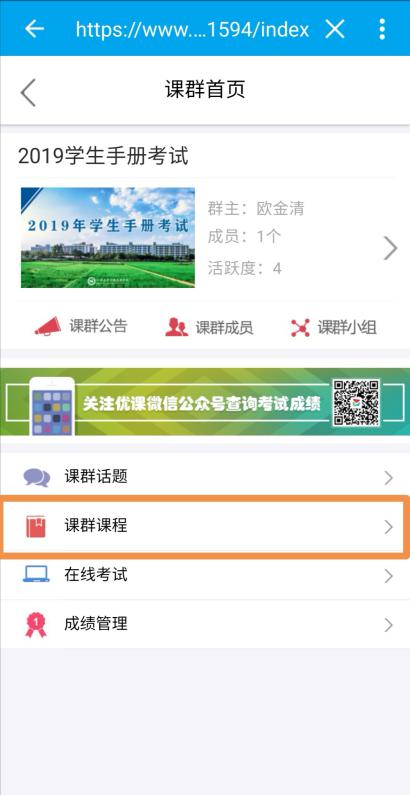 https://www....1594/index
课群首页
2019学生手册考试
2019年学生手册考试
群主：欧金清
成员：1个
活跃度：4
课群公告
课群成员
课群小组
关注优课微信公众号查询考试成绩
课群话题
课群课程
在线考试
1
成绩管理